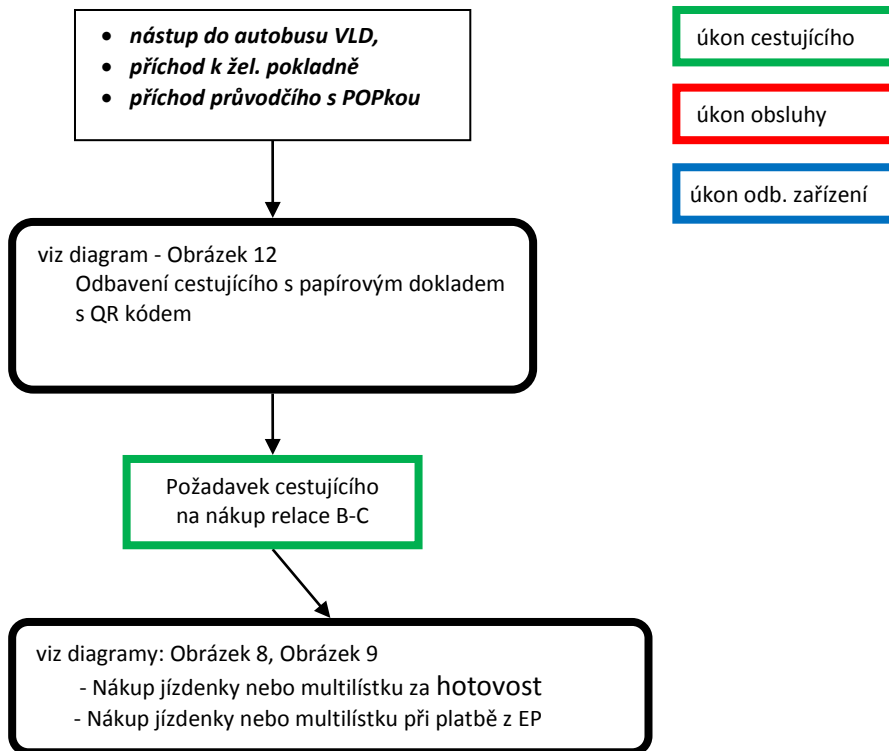 • nástup do autobusu VLD,
• příchod k žel. pokladně
• příchod průvodčího s POPkou
úkon cestujícího
úkon obsluhy
úkon odb. zařízení
viz diagram - Obrázek 12
Odbavení cestujícího s papírovým dokladem
s QR kódem
Požadavek cestujícího
na nákup relace B-C
viz diagramy: Obrázek 8, Obrázek 9
- Nákup jízdenky nebo multilístku za hotovost
- Nákup jízdenky nebo multilístku při platbě z EP